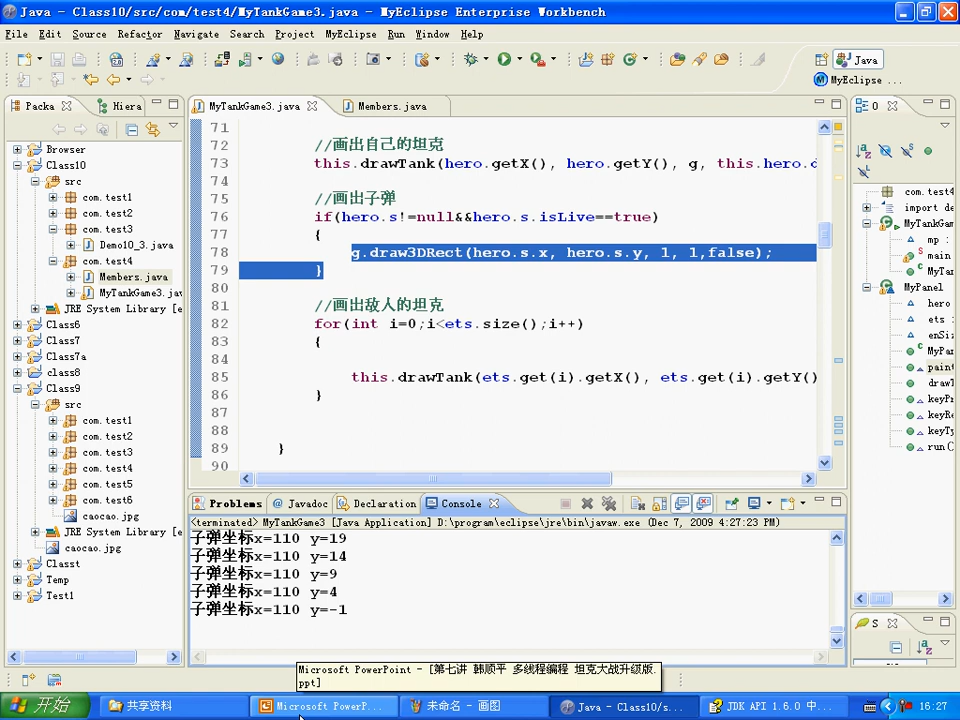 Java - Class10/src/com/test4/MyTankGame3.java - MyEclipse Enterprise Workbench
File Edit Source Refactor Navigate Search Project MyEclipse Run Window Help
Java
MyEclipse ...
Packa
Hiera
Browser
Class10
src
com.test1
com.test2
com.test3
Demo10_3.java
com.test4
Members.java
MyTankGame3.jav
JRE System Library [e
Class6
Class7
Class7a
class8
Class9
src
com.test1
com.test2
com.test3
com.test4
com.test5
com.test6
caocao.jpg
JRE System Library [e
caocao.jpg
Classt
Temp
Test1
MyTankGame3.java
Members.java
71
72 //画出自己的坦克
73 this.drawTank(hero.getX(), hero.getY(), g, this.hero.d
74
75 //画出子弹
76 if(hero.s!=null&&hero.s.isLive==true)
77 {
78 g.draw3DRect(hero.s.x, hero.s.y, 1, 1,false);
79 }
80
81 //画出敌人的坦克
82 for(int i=0;i<ets.size();i++)
83 {
84
85 this.drawTank(ets.get(i).getX(), ets.get(i).getY()
86 }
87
88
89 }
90
O
com.test4
import de
MyTankGam
mp :
main
MyTa
MyPanel
hero
ets :
enSiz
MyPan
pain
draw
keyPr
keyRe
keyTy
run(
S
Problems
@ Javadoc
Declaration
Console
<terminated> MyTankGame3 [Java Application] D:\program\eclipse\jre\bin\javaw.exe (Dec 7, 2009 4:27:23 PM)
子弹坐标x=110 y=19
子弹坐标x=110 y=14
子弹坐标x=110 y=9
子弹坐标x=110 y=4
子弹坐标x=110 y=-1
Microsoft PowerPoint - [第七讲 韩顺平 多线程编程 坦克大战升级版.
ppt]
开始
共享资料
Microsoft PowerP...
未命名 - 画图
Java - Class10/s...
JDK API 1.6.0 中...
16:27